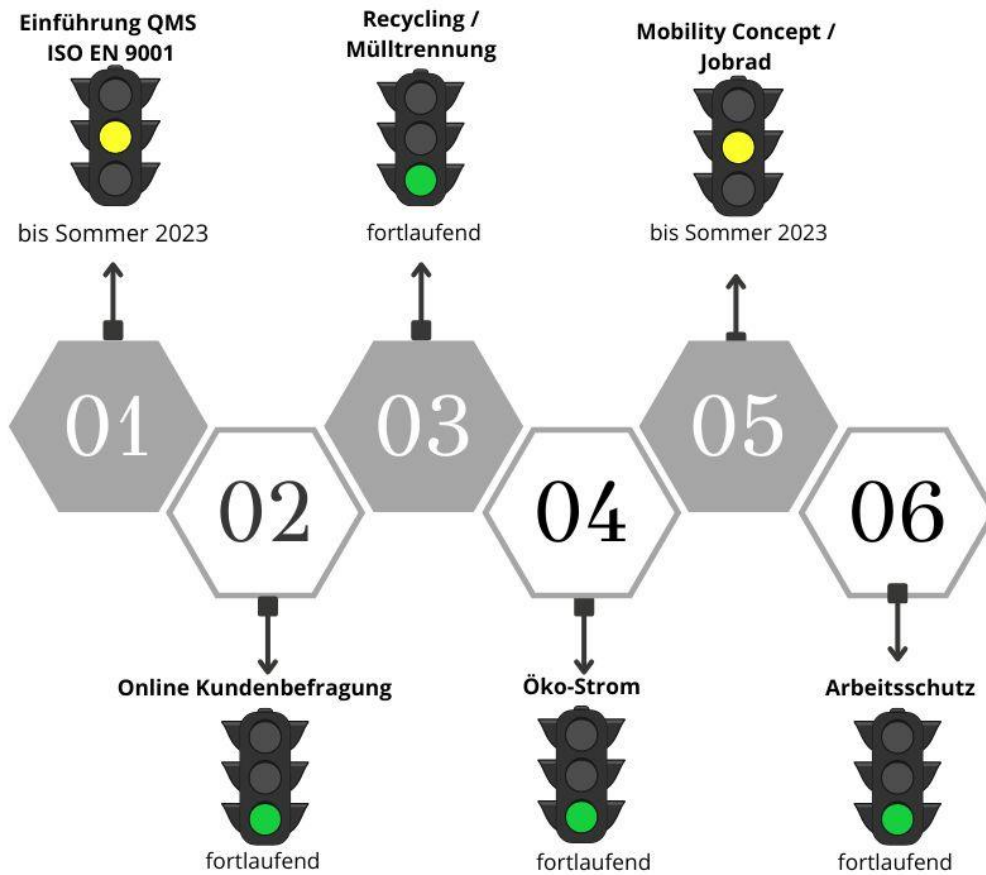 Einführung QMS
ISO EN 9001
bis Sommer 2023
Recycling /
Mülltrennung
fortlaufend
Mobility Concept /
Jobrad
bis Sommer 2023
01
02
03
04
05
06
Online Kundenbefragung
fortlaufend
Öko-Strom
fortlaufend
Arbeitsschutz
fortlaufend